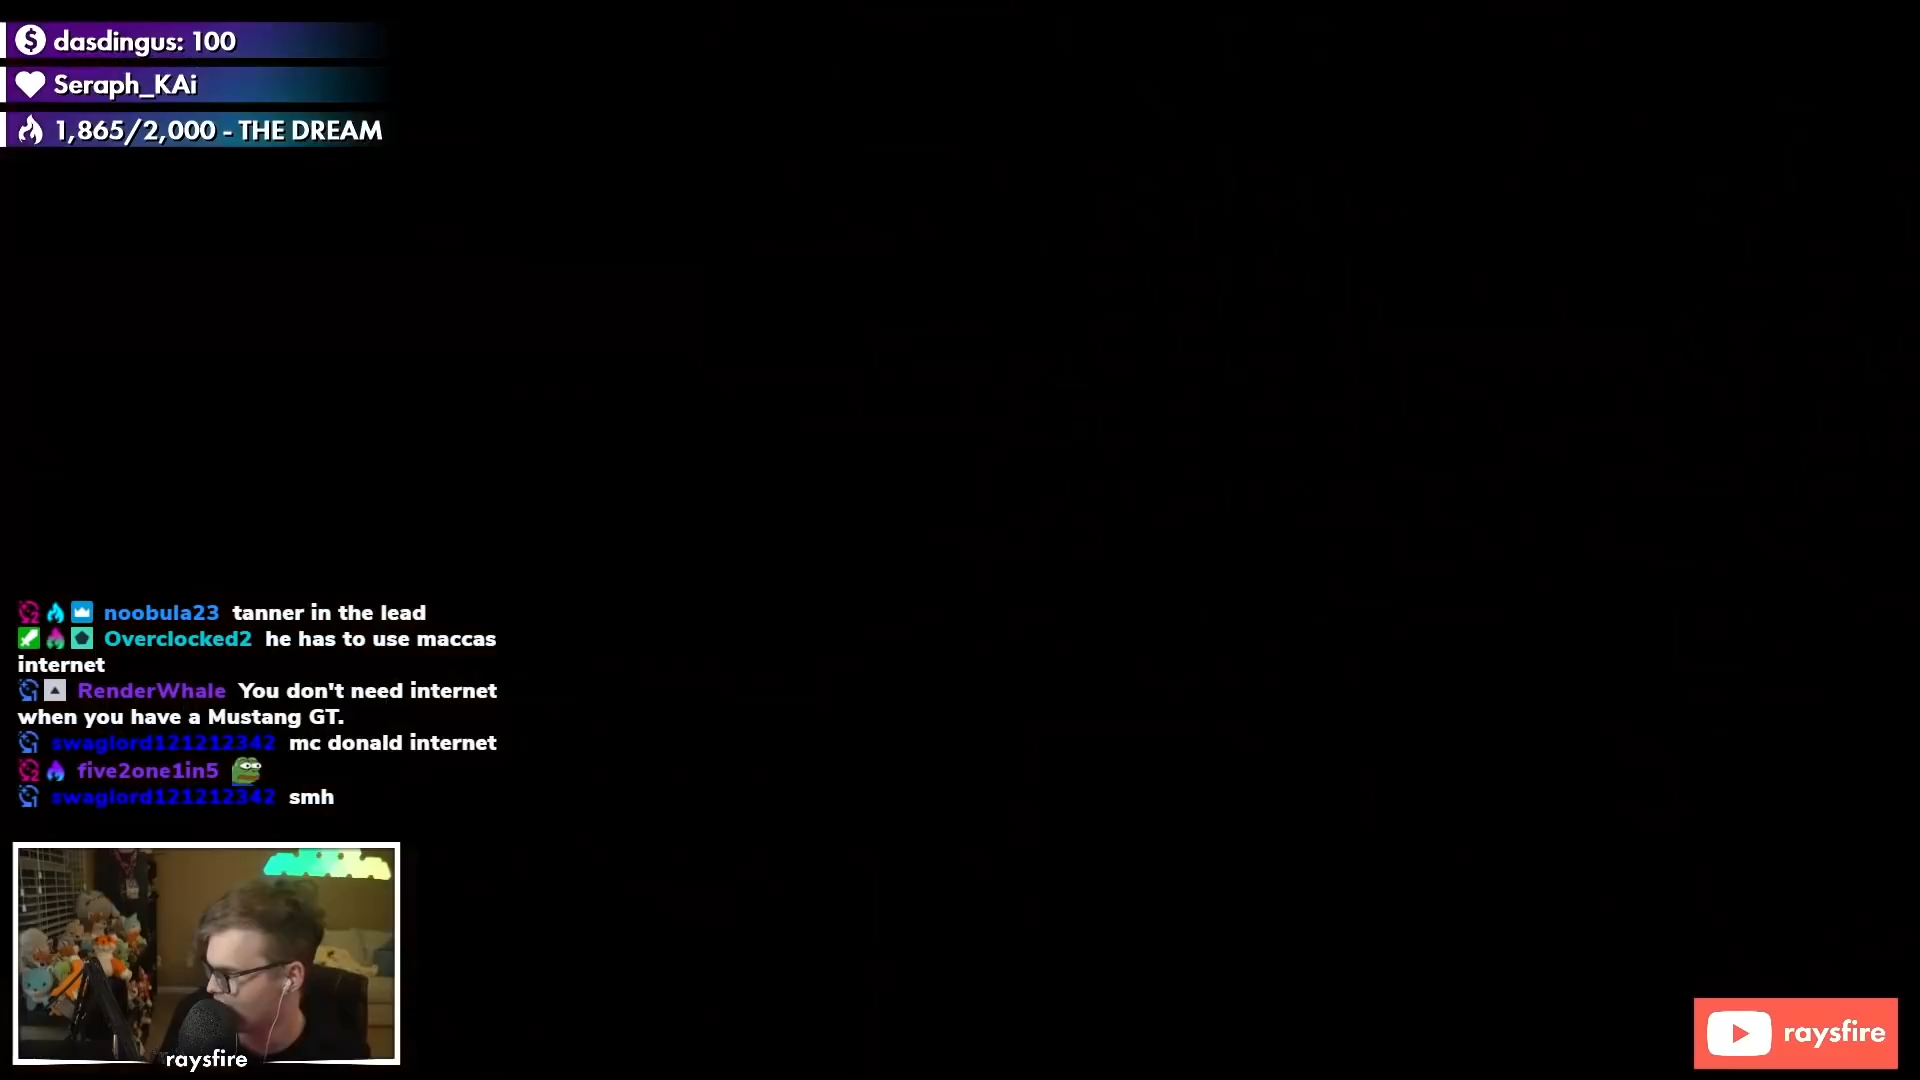 dasdingus: 100
Seraph_KAi
1,865/2,000 - THE DREAM
noobula23 tanner in the lead
Overclocked2 he has to use maccas
internet
RenderWhale You don't need internet
when you have a Mustang GT.
swaglord121212342 mc donald internet
five2one1in5
swaglord121212342 smh
raysfire
raysfire